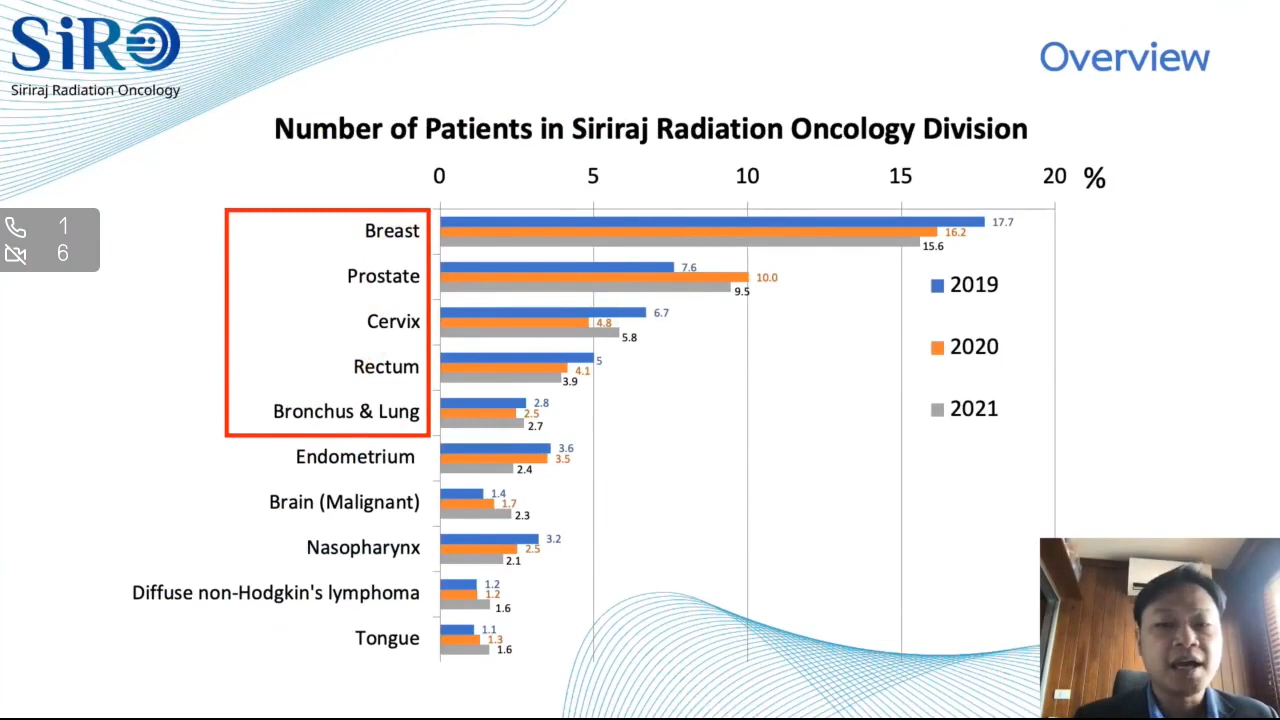 SiRO
Siriraj Radiation Oncology
Overview
Number of Patients in Siriraj Radiation Oncology Division
0 5 10 15 20 %
1
6
Breast 17.7
16.2
15.6
Prostate 7.6
10.0
9.5
Cervix 6.7
4.8
5.8
Rectum 5
4.1
3.9
Bronchus & Lung 2.8
2.5
2.7
Endometrium 3.6
3.5
2.4
Brain (Malignant) 1.4
1.7
2.3
Nasopharynx 3.2
2.5
2.1
Diffuse non-Hodgkin's lymphoma 1.2
1.2
1.6
Tongue 1.1
1.3
1.6
2019
2020
2021